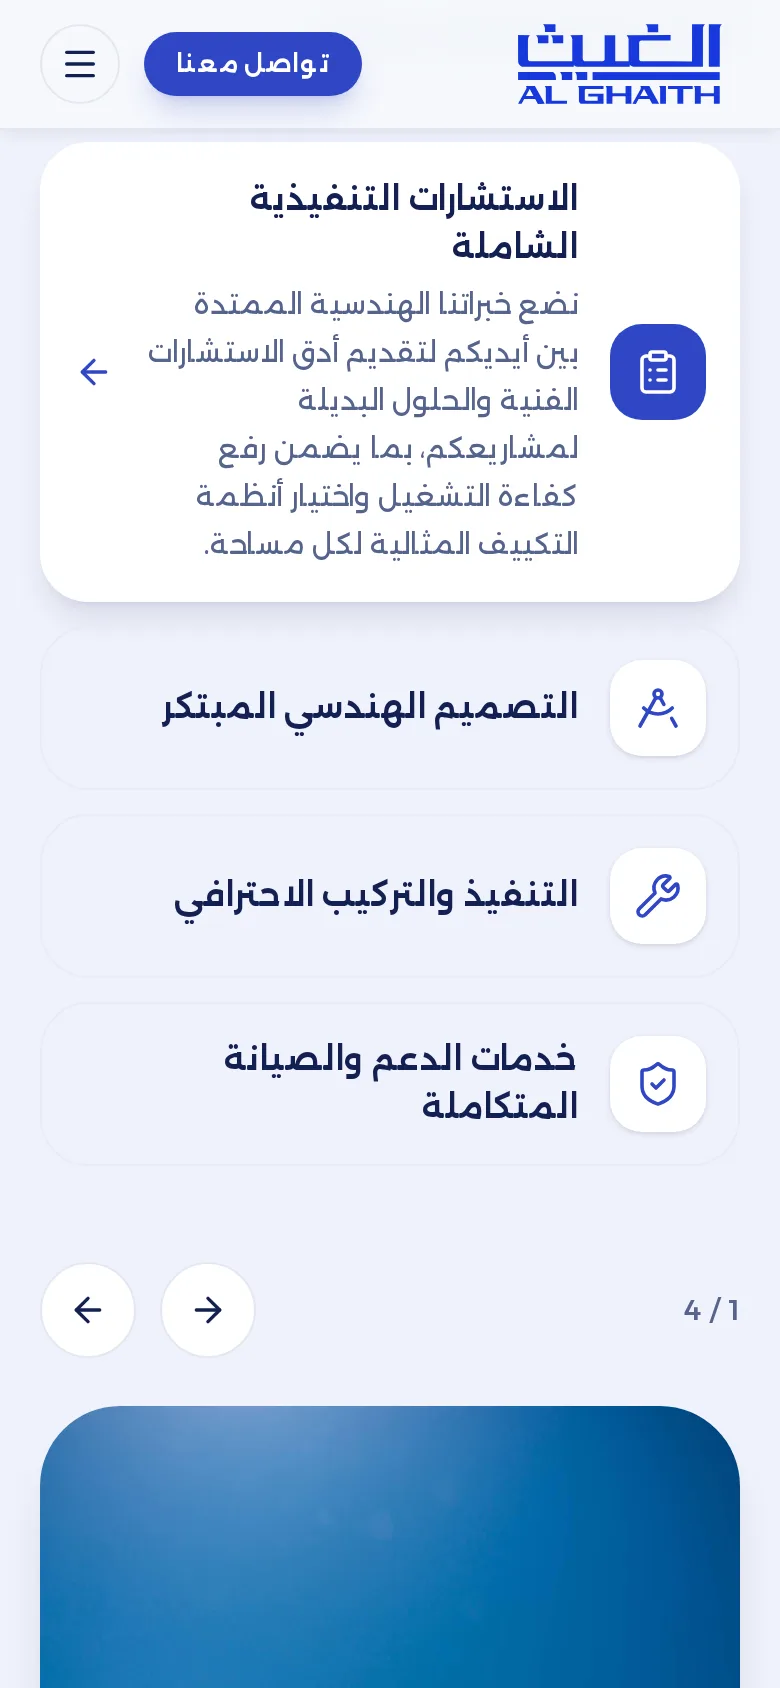 الغيث
AL GHAITH
تواصل معنا
الاستشارات التنفيذية
الشاملة
نضع خبراتنا الهندسية الممتدة
بين أيديكم لتقديم أدق الاستشارات
الفنية والحلول البديلة
لمشاريعكم، بما يضمن رفع
كفاءة التشغيل واختيار أنظمة
التكييف المثالية لكل مساحة.
التصميم الهندسي المبتكر
التنفيذ والتركيب الاحترافي
خدمات الدعم والصيانة
المتكاملة
1 / 4